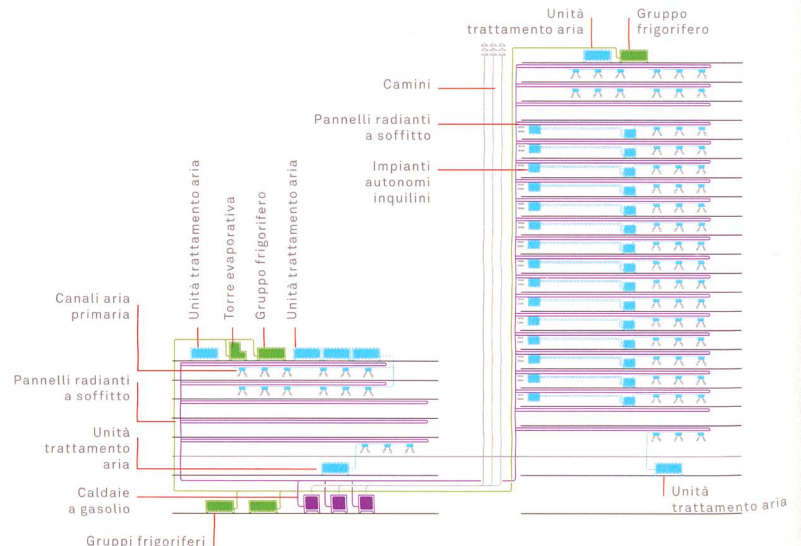 Unità
trattamento aria
Gruppo
frigorifero
Camini
Pannelli radianti
a soffitto
Impianti
autonomi
inquilini
Unità trattamento aria
Torre evaporativa
Gruppo frigorifero
Unità trattamento aria
Canali aria
primaria
Pannelli radianti
a soffitto
Unità
trattamento
aria
Caldaie
a gasolio
Gruppi frigoriferi
Unità
trattamento aria